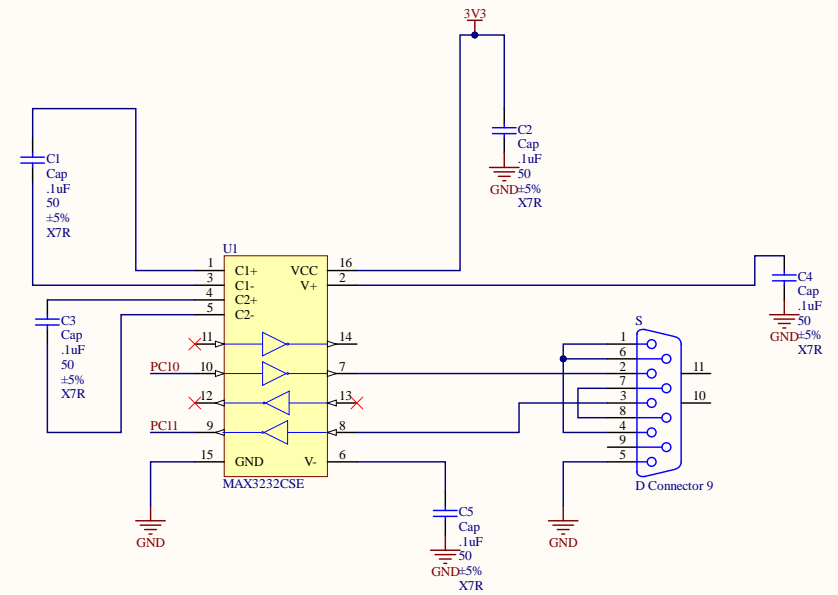 3V3
C2
Cap
.1uF
50
±5%
X7R
GND
C1
Cap
.1uF
50
±5%
X7R
U1
1 C1+ VCC 16
3 C1- V+ 2
4 C2+
5 C2-
11 14
PC10 10 7
12 13
PC11 9 8
15 GND V- 6
MAX3232CSE
C3
Cap
.1uF
50
±5%
X7R
C4
Cap
.1uF
50
±5%
X7R
GND
S
1
6
2
7
3
8
4
9
5
11
10
D Connector 9
GND
C5
Cap
.1uF
50
±5%
X7R
GND
GND